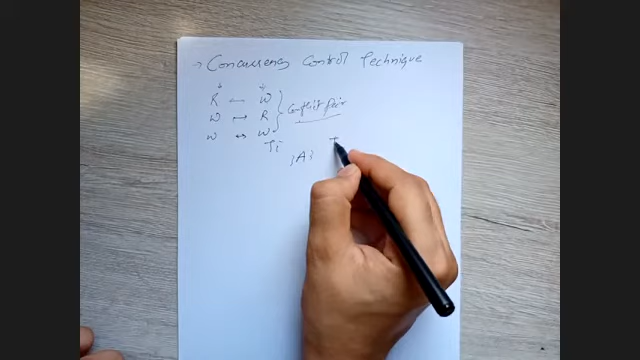 → Concurrency Control Technique
R ↔ W
W ↔ R } Conflict pair
W ↔ W
Ti
{A} T